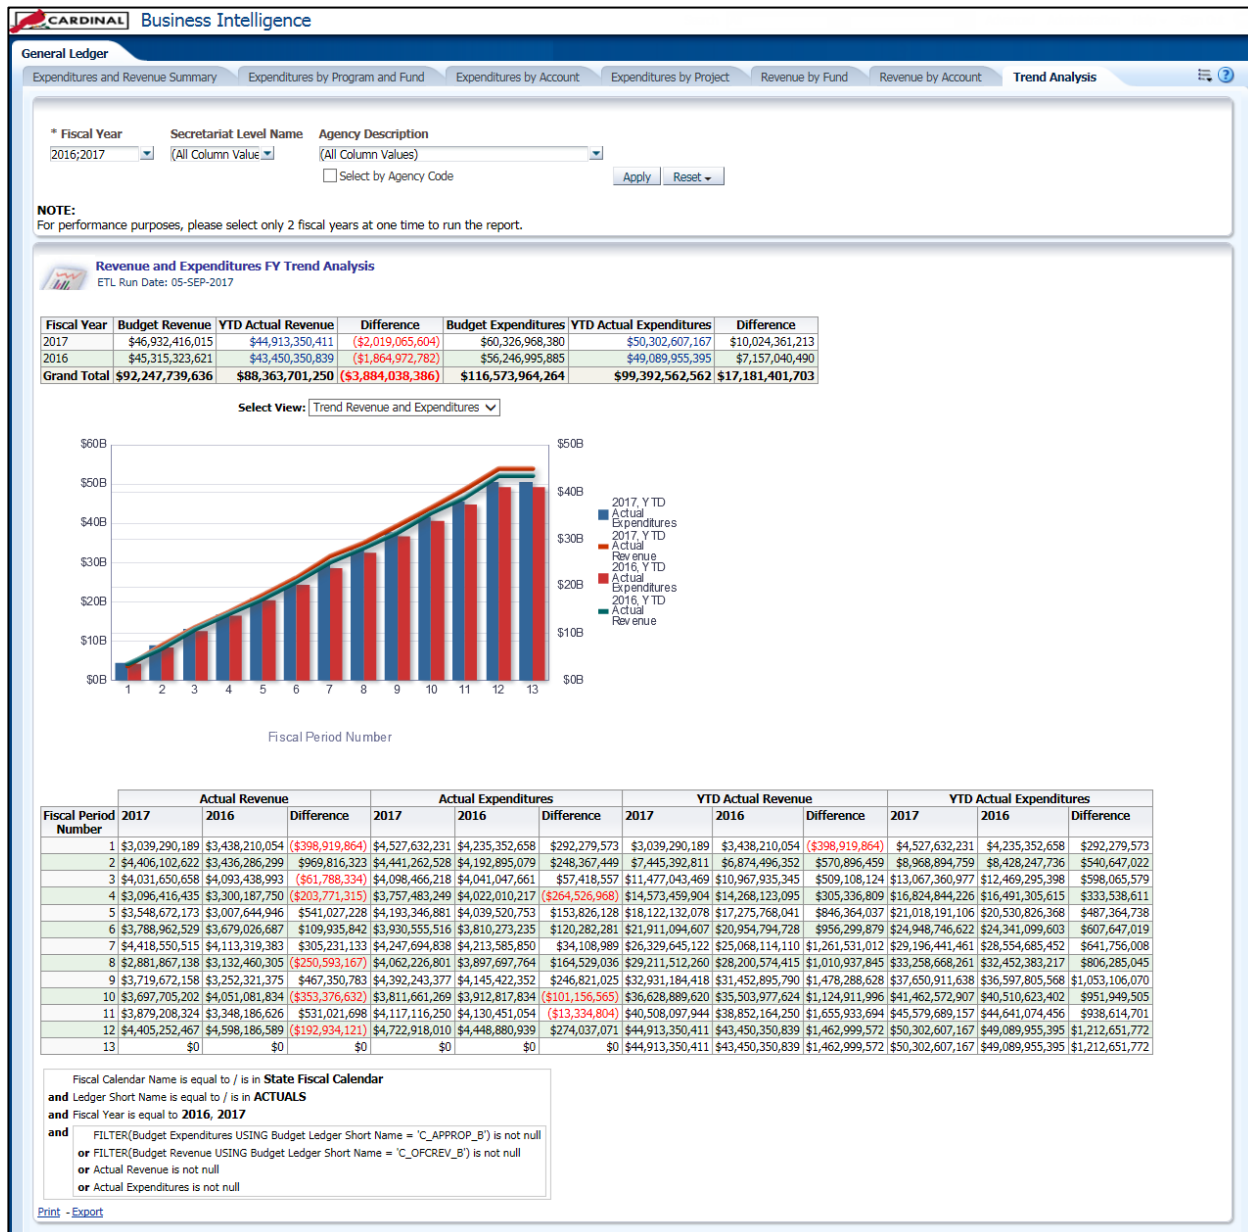 CARDINAL Business Intelligence
General Ledger
Expenditures and Revenue Summary Expenditures by Program and Fund Expenditures by Account Expenditures by Project Revenue by Fund Revenue by Account Trend Analysis
* Fiscal Year Secretariat Level Name Agency Description
2016;2017 (All Column Value (All Column Values)
Select by Agency Code Apply Reset
NOTE:
For performance purposes, please select only 2 fiscal years at one time to run the report.
Revenue and Expenditures FY Trend Analysis
ETL Run Date: 05-SEP-2017
Fiscal Year Budget Revenue YTD Actual Revenue Difference Budget Expenditures YTD Actual Expenditures Difference
2017 $46,932,416,015 $44,913,350,411 ($2,019,065,604) $60,326,968,380 $50,302,607,167 $10,024,361,213
2016 $45,315,323,621 $43,450,350,839 ($1,864,972,782) $56,246,995,885 $49,089,955,395 $7,157,040,490
Grand Total $92,247,739,636 $88,363,701,250 ($3,884,038,386) $116,573,964,264 $99,392,562,562 $17,181,401,703
Select View: Trend Revenue and Expenditures
$60B $50B
$50B
$40B
$40B
$30B
$30B
$20B
$20B
$10B
$10B
$0B $0B
1 2 3 4 5 6 7 8 9 10 11 12 13
Fiscal Period Number
2017, YTD
Actual
Expenditures
2017, YTD
Actual
Revenue
2016, YTD
Actual
Expenditures
2016, YTD
Actual
Revenue
Actual Revenue Actual Expenditures YTD Actual Revenue YTD Actual Expenditures
Fiscal Period 2017 2016 Difference 2017 2016 Difference 2017 2016 Difference 2017 2016 Difference
Number
1 $3,039,290,189 $3,438,210,054 ($398,919,864) $4,527,632,231 $4,235,352,658 $292,279,573 $3,039,290,189 $3,438,210,054 ($398,919,864) $4,527,632,231 $4,235,352,658 $292,279,573
2 $4,406,102,622 $3,436,286,299 $969,816,323 $4,441,262,528 $4,192,895,079 $248,367,449 $7,445,392,811 $6,874,496,352 $570,896,459 $8,968,894,759 $8,428,247,736 $540,647,022
3 $4,031,650,658 $4,093,438,993 ($61,788,334) $4,098,466,218 $4,041,047,661 $57,418,557 $11,477,043,469 $10,967,935,345 $509,108,124 $13,067,360,977 $12,469,295,398 $598,065,579
4 $3,096,416,435 $3,300,187,750 ($203,771,315) $3,757,483,249 $4,022,010,217 ($264,526,968) $14,573,459,904 $14,268,123,095 $305,336,809 $16,824,844,226 $16,491,305,615 $333,538,611
5 $3,548,672,173 $3,007,644,946 $541,027,228 $4,193,346,881 $4,039,520,753 $153,826,128 $18,122,132,078 $17,275,768,041 $846,364,037 $21,018,191,106 $20,530,826,368 $487,364,738
6 $3,788,962,529 $3,679,026,687 $109,935,842 $3,930,555,516 $3,810,273,235 $120,282,281 $21,911,094,607 $20,954,794,728 $956,299,879 $24,948,746,622 $24,341,099,603 $607,647,019
7 $4,418,550,515 $4,113,319,383 $305,231,133 $4,247,694,838 $4,213,585,850 $34,108,989 $26,329,645,122 $25,068,114,110 $1,261,531,012 $29,196,441,461 $28,554,685,452 $641,756,008
8 $2,881,867,138 $3,132,460,305 ($250,593,167) $4,062,226,801 $3,897,697,764 $164,529,036 $29,211,512,260 $28,200,574,415 $1,010,937,845 $33,258,668,261 $32,452,383,217 $806,285,045
9 $3,719,672,158 $3,252,321,375 $467,350,783 $4,392,243,377 $4,145,422,352 $246,821,025 $32,931,184,418 $31,452,895,790 $1,478,288,628 $37,650,911,638 $36,597,805,568 $1,053,106,070
10 $3,697,705,202 $4,051,081,834 ($353,376,632) $3,811,661,269 $3,912,817,834 ($101,156,565) $36,628,889,620 $35,503,977,624 $1,124,911,996 $41,462,572,907 $40,510,623,402 $951,949,505
11 $3,879,208,324 $3,348,186,626 $531,021,698 $4,117,116,250 $4,130,451,054 ($13,334,804) $40,508,097,944 $38,852,164,250 $1,655,933,694 $45,579,689,157 $44,641,074,456 $938,614,701
12 $4,405,252,467 $4,598,186,589 ($192,934,121) $4,722,918,010 $4,448,880,939 $274,037,071 $44,913,350,411 $43,450,350,839 $1,462,999,572 $50,302,607,167 $49,089,955,395 $1,212,651,772
13 $0 $0 $0 $0 $0 $0 $44,913,350,411 $43,450,350,839 $1,462,999,572 $50,302,607,167 $49,089,955,395 $1,212,651,772
Fiscal Calendar Name is equal to / is in State Fiscal Calendar
and Ledger Short Name is equal to / is in ACTUALS
and Fiscal Year is equal to 2016, 2017
and FILTER(Budget Expenditures USING Budget Ledger Short Name = 'C_APPROP_B') is not null
or FILTER(Budget Revenue USING Budget Ledger Short Name = 'C_OFCREV_B') is not null
or Actual Revenue is not null
or Actual Expenditures is not null
Print - Export